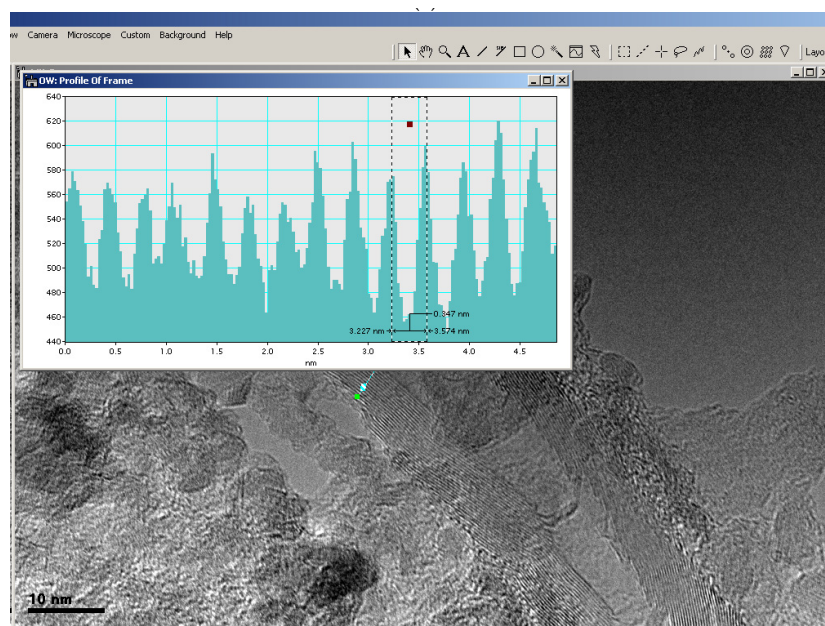 ow Camera Microscope Custom Background Help
Layo
OW: Profile Of Frame
640
620
600
580
560
540
520
500
480
460
440
0.347 nm
3.227 nm
3.574 nm
0.0 0.5 1.0 1.5 2.0 2.5 3.0 3.5 4.0 4.5
nm
10 nm